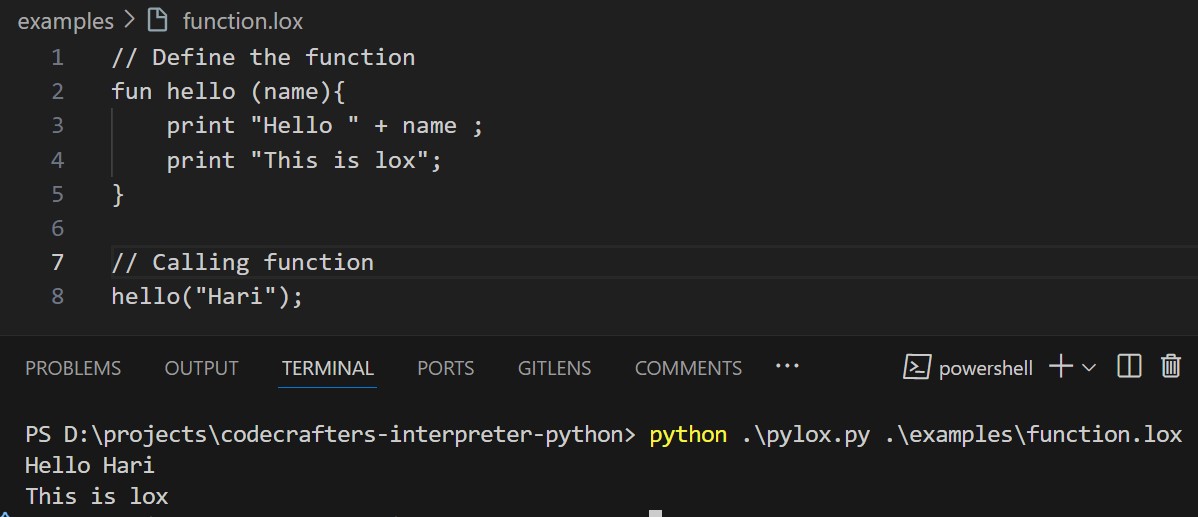 examples > function.lox
1 // Define the function
2 fun hello (name){
3 print "Hello " + name ;
4 print "This is lox";
5 }
6
7 // Calling function
8 hello("Hari");
PROBLEMS OUTPUT TERMINAL PORTS GITLENS COMMENTS ··· powershell
PS D:\projects\codecrafters-interpreter-python> python .\pylox.py .\examples\function.lox
Hello Hari
This is lox